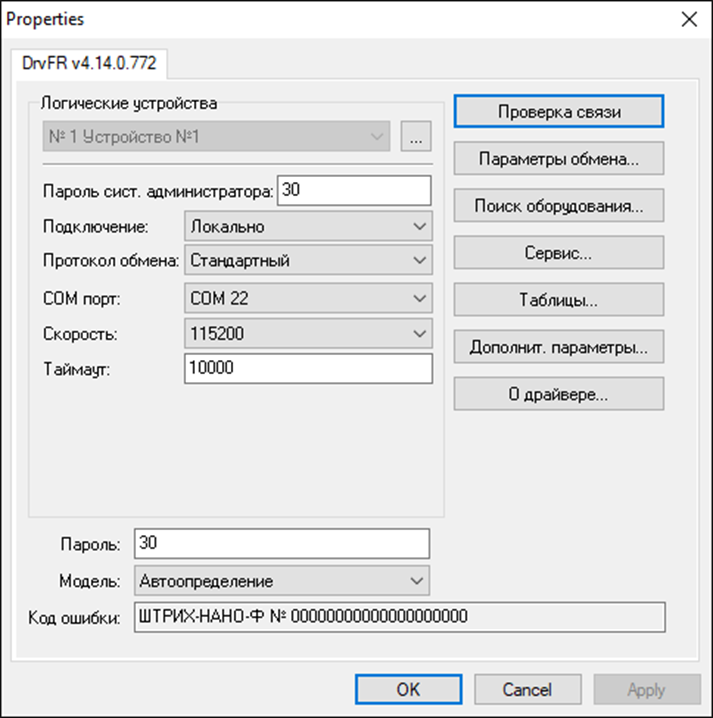 Properties
DrvFR v4.14.0.772
Логические устройства
№ 1 Устройство №1
...
Пароль сист. администратора: 30
Подключение: Локально
Протокол обмена: Стандартный
COM порт: COM 22
Скорость: 115200
Таймаут: 10000
Проверка связи
Параметры обмена...
Поиск оборудования...
Сервис...
Таблицы...
Дополнит. параметры...
О драйвере...
Пароль: 30
Модель: Автоопределение
Код ошибки: ШТРИХ-НАНО-Ф № 00000000000000000000
OK
Cancel
Apply